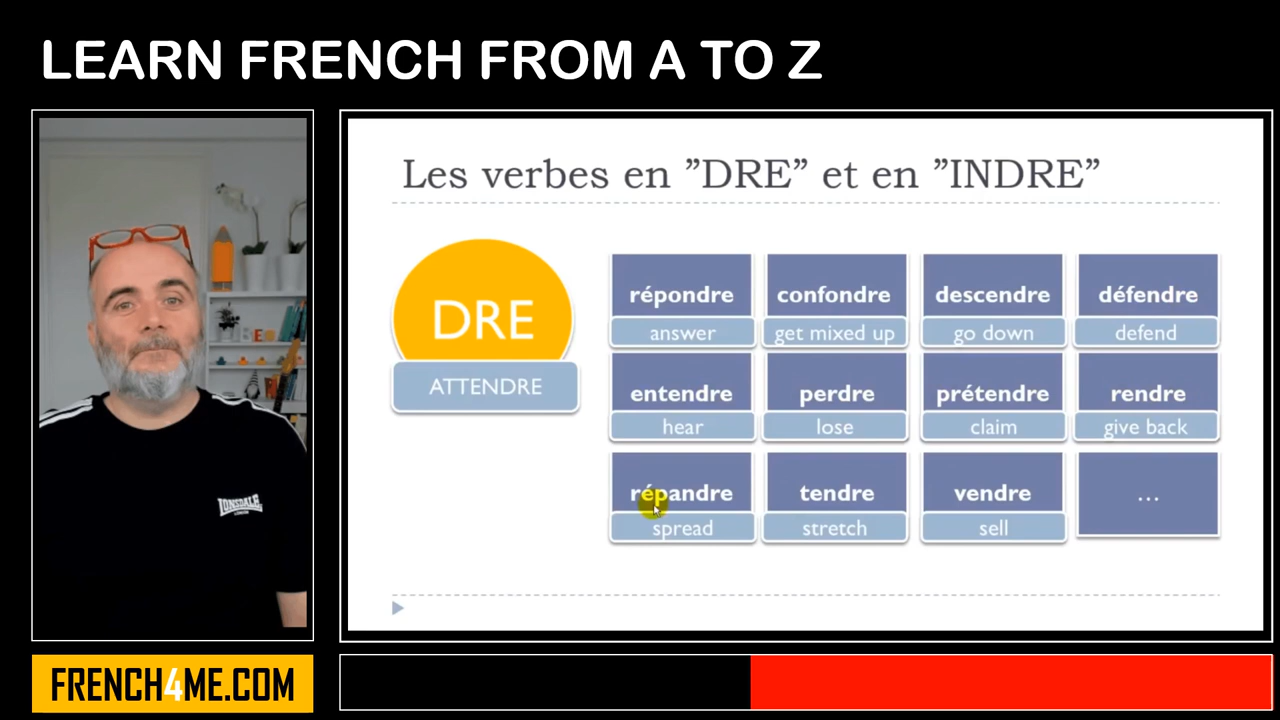 LEARN FRENCH FROM A TO Z
Les verbes en ”DRE” et en ”INDRE”
DRE
ATTENDRE
répondre confondre descendre défendre
answer get mixed up go down defend
entendre perdre prétendre rendre
hear lose claim give back
répandre tendre vendre ...
spread stretch sell
LONSDALE
LONDON
FRENCH4ME.COM